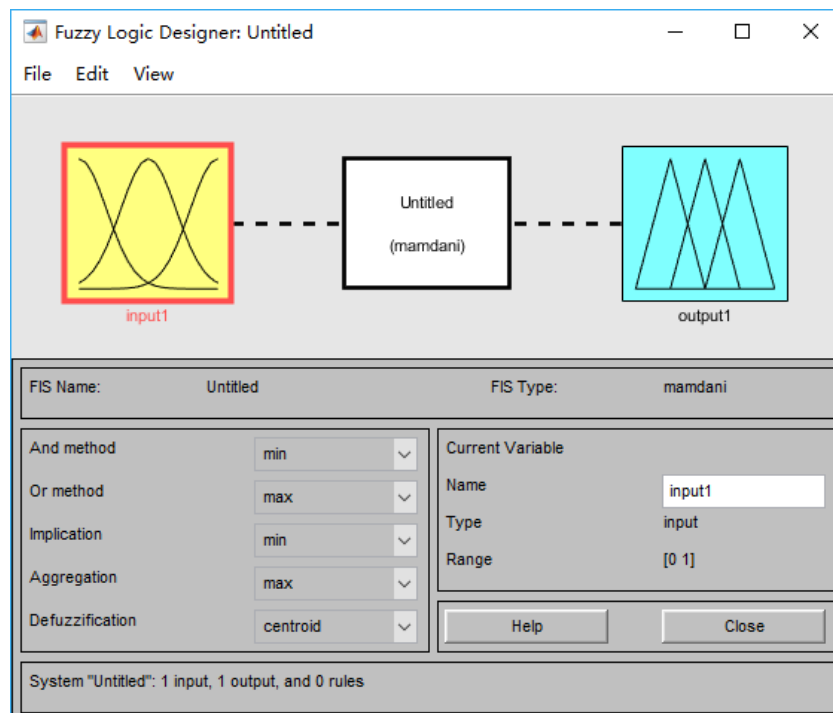 Fuzzy Logic Designer: Untitled
File Edit View
Untitled
(mamdani)
input1
output1
FIS Name: Untitled FIS Type: mamdani
And method min
Or method max
Implication min
Aggregation max
Defuzzification centroid
Current Variable
Name input1
Type input
Range [0 1]
Help Close
System "Untitled": 1 input, 1 output, and 0 rules